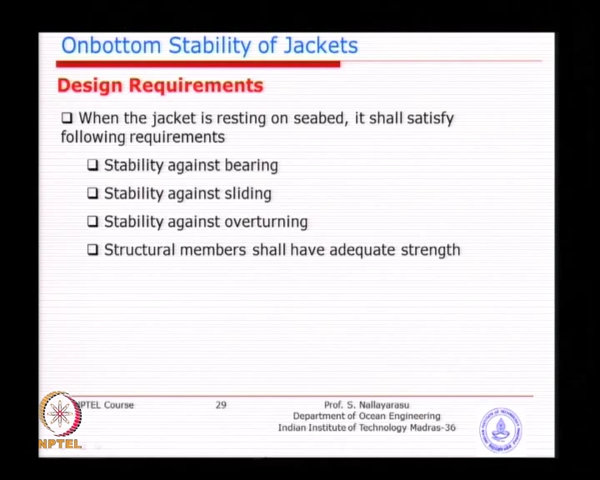 Onbottom Stability of Jackets
Design Requirements
❑ When the jacket is resting on seabed, it shall satisfy
following requirements
❑ Stability against bearing
❑ Stability against sliding
❑ Stability against overturning
❑ Structural members shall have adequate strength
NPTEL Course 29 Prof. S. Nallayarasu
Department of Ocean Engineering
Indian Institute of Technology Madras-36
NPTEL